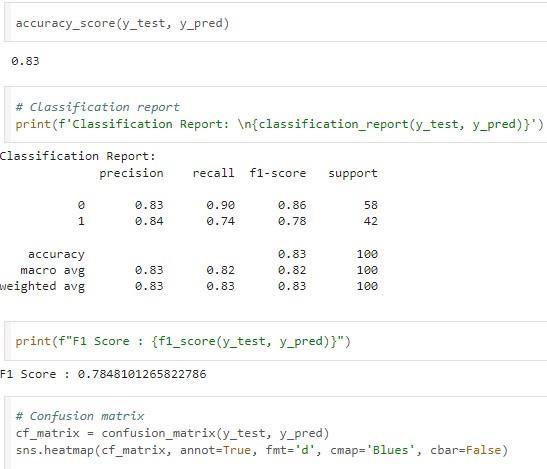 accuracy_score(y_test, y_pred)
0.83
# Classification report
print(f'Classification Report: \n{classification_report(y_test, y_pred)}')
Classification Report:
precision recall f1-score support
0 0.83 0.90 0.86 58
1 0.84 0.74 0.78 42
accuracy 0.83 100
macro avg 0.83 0.82 0.82 100
weighted avg 0.83 0.83 0.83 100
print(f"F1 Score : {f1_score(y_test, y_pred)}")
F1 Score : 0.7848101265822786
# Confusion matrix
cf_matrix = confusion_matrix(y_test, y_pred)
sns.heatmap(cf_matrix, annot=True, fmt='d', cmap='Blues', cbar=False)